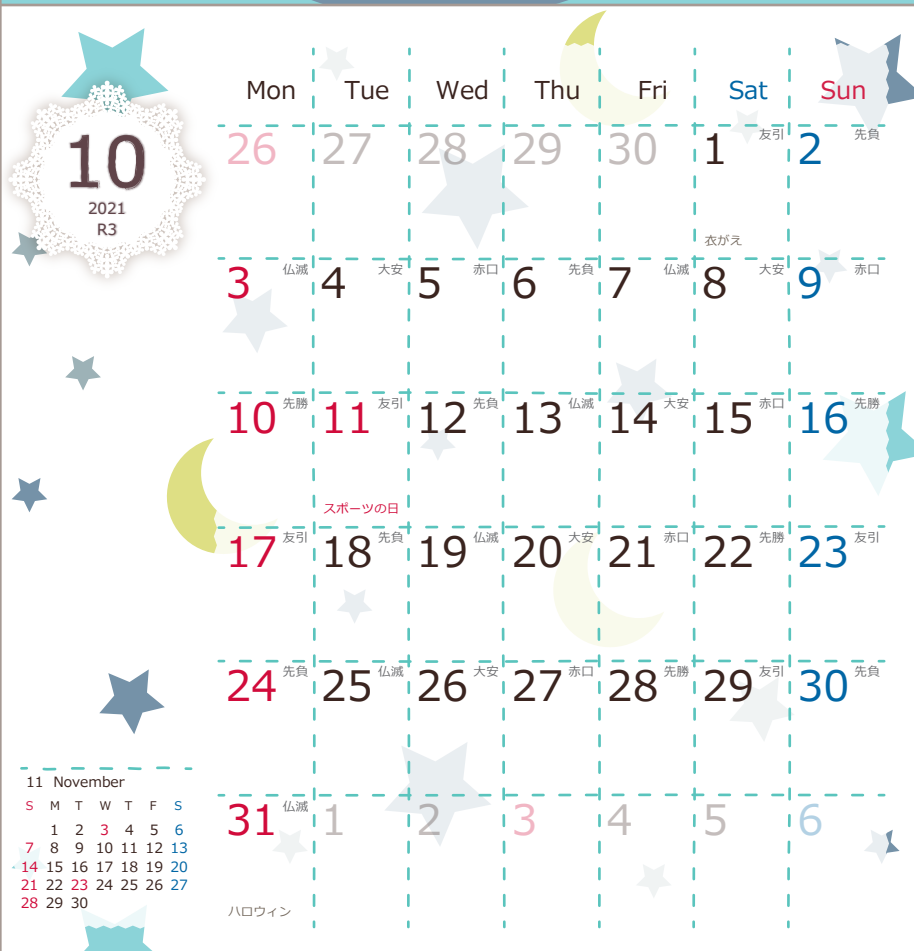 10
2021
R3
Mon Tue Wed Thu Fri Sat Sun
26 27 28 29 30 1 友引 2 先負
衣がえ
3 仏滅 4 大安 5 赤口 6 先負 7 仏滅 8 大安 9 赤口
10 先勝 11 友引 12 先負 13 仏滅 14 大安 15 赤口 16 先勝
スポーツの日
17 友引 18 先負 19 仏滅 20 大安 21 赤口 22 先勝 23 友引
24 先負 25 仏滅 26 大安 27 赤口 28 先勝 29 友引 30 先負
31 仏滅 1 2 3 4 5 6
ハロウィン
11 November
S M T W T F S
1 2 3 4 5 6
7 8 9 10 11 12 13
14 15 16 17 18 19 20
21 22 23 24 25 26 27
28 29 30